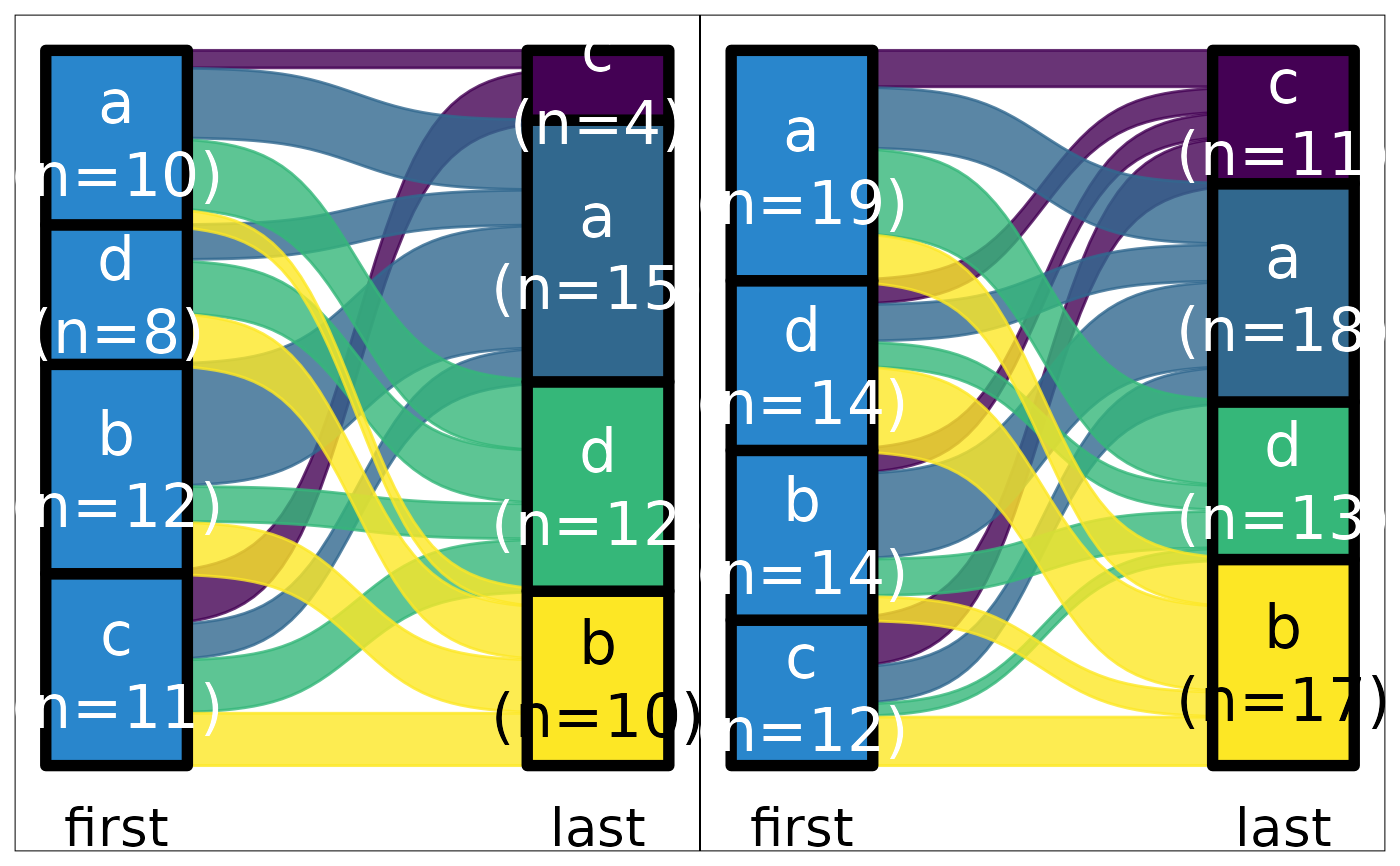 a
n=10)
d
(n=8)
b
n=12)
c
n=11)
first
c
(n=4)
a
(n=15
d
(n=12
b
(n=10)
last
a
n=19)
d
n=14)
b
n=14)
c
n=12)
first
c
(n=11
a
(n=18
d
(n=13
b
(n=17)
last